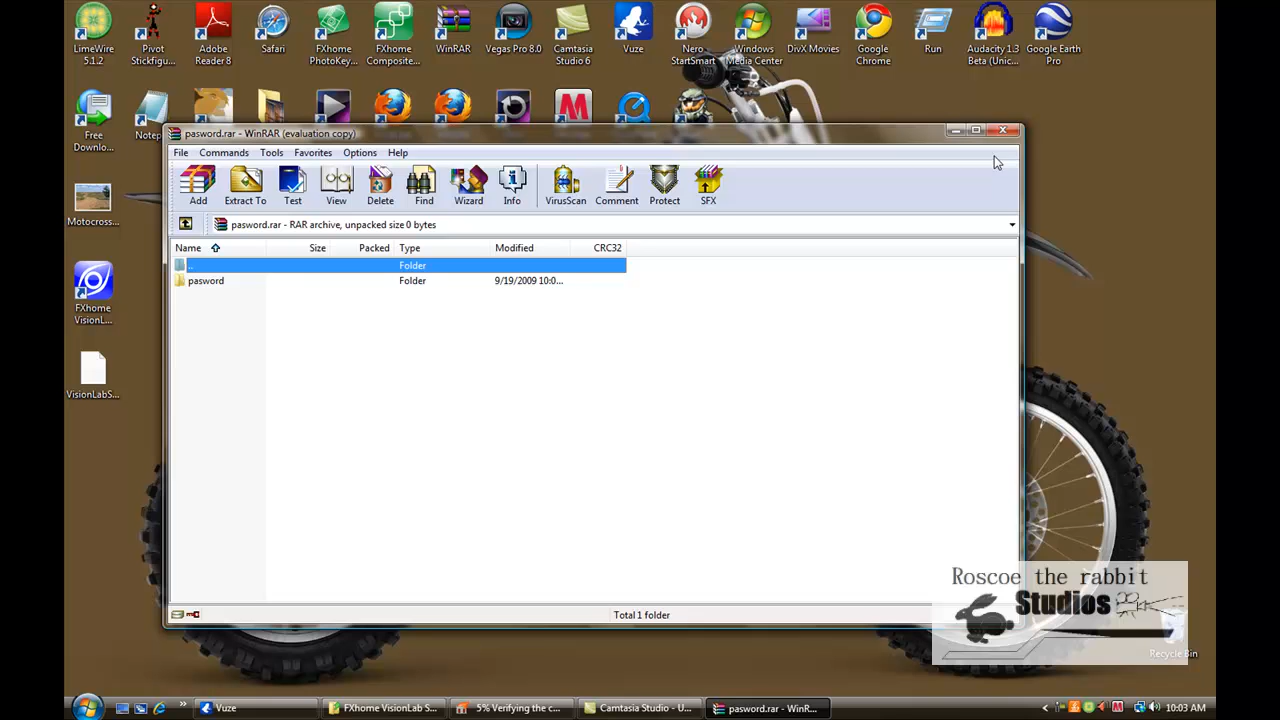 LimeWire
5.1.2
Pivot
Stickfigu...
Adobe
Reader 8
Safari
FXhome
PhotoKey...
FXhome
Composite...
WinRAR
Vegas Pro 8.0
Camtasia
Studio 6
Vuze
Nero
StartSmart
Windows
Media Center
DivX Movies
Google
Chrome
Run
Audacity 1.3
Beta (Unic...
Google Earth
Pro
Free
Downlo...
Notep
Motocross...
FXhome
VisionL...
VisionLabS...
pasword.rar - WinRAR (evaluation copy)
File Commands Tools Favorites Options Help
Add Extract To Test View Delete Find Wizard Info VirusScan Comment Protect SFX
pasword.rar - RAR archive, unpacked size 0 bytes
Name Size Packed Type Modified CRC32
.. Folder
pasword Folder 9/19/2009 10:0...
Total 1 folder
Roscoe the rabbit
Studios
Recycle Bin
Vuze FXhome VisionLab S... 5% Verifying the c... Camtasia Studio - U... pasword.rar - WinR... 10:03 AM